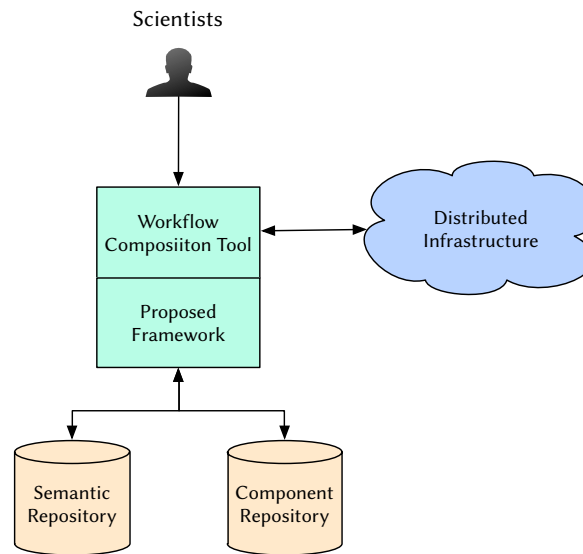 Scientists
Workflow
Composiiton Tool
Distributed
Infrastructure
Proposed
Framework
Semantic
Repository
Component
Repository